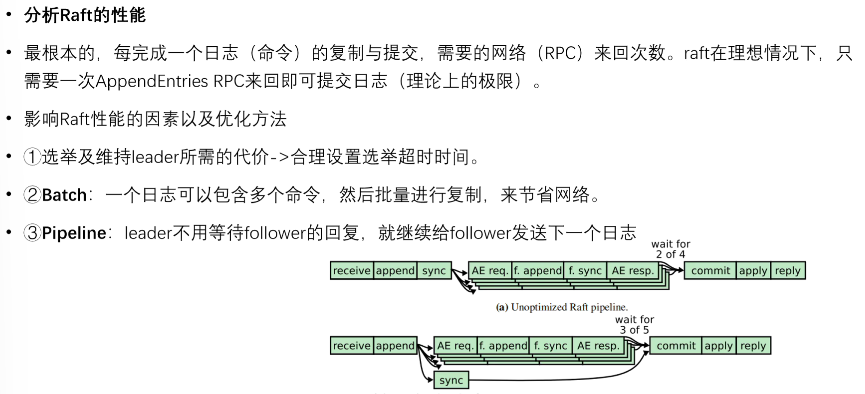 • 分析Raft的性能
• 最根本的，每完成一个日志（命令）的复制与提交，需要的网络（RPC）来回次数。raft在理想情况下，只
需要一次AppendEntries RPC来回即可提交日志（理论上的极限）。
• 影响Raft性能的因素以及优化方法
• ①选举及维持leader所需的代价->合理设置选举超时时间。
• ②Batch：一个日志可以包含多个命令，然后批量进行复制，来节省网络。
• ③Pipeline：leader不用等待follower的回复，就继续给follower发送下一个日志
wait for
2 of 4
receive append sync AE req. f. append f. sync AE resp. commit apply reply
(a) Unoptimized Raft pipeline.
wait for
3 of 5
receive append AE req. f. append f. sync AE resp. commit apply reply
sync